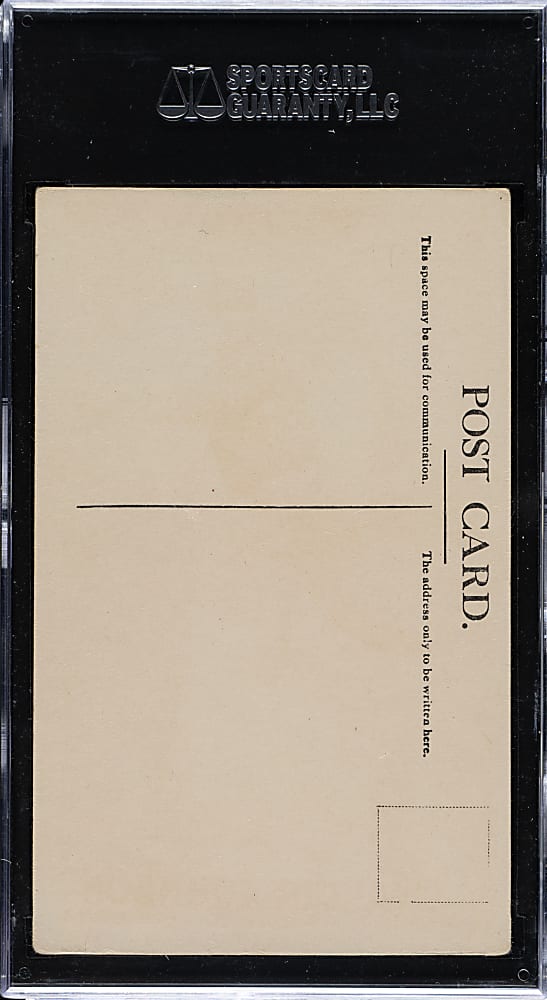 SPORTSCARD
GUARANTY, LLC
POST CARD.
This space may be used for communication.
The address only to be written here.